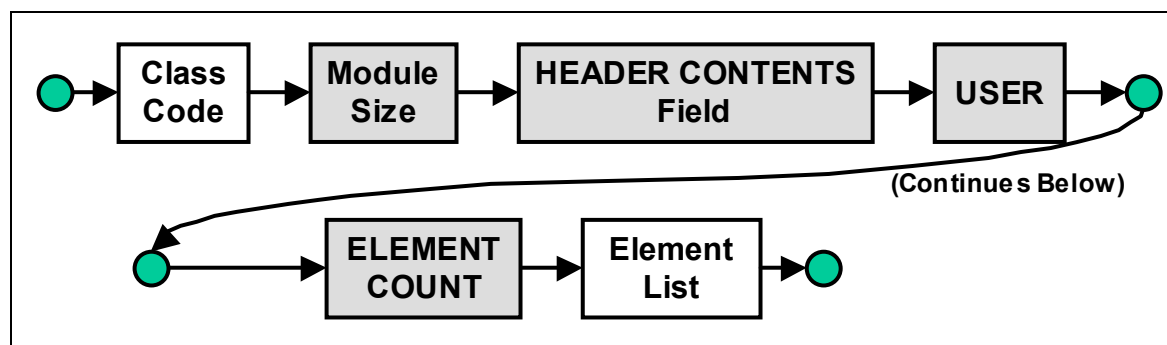 Class
Code
Module
Size
HEADER CONTENTS
Field
USER
(Continues Below)
ELEMENT
COUNT
Element
List